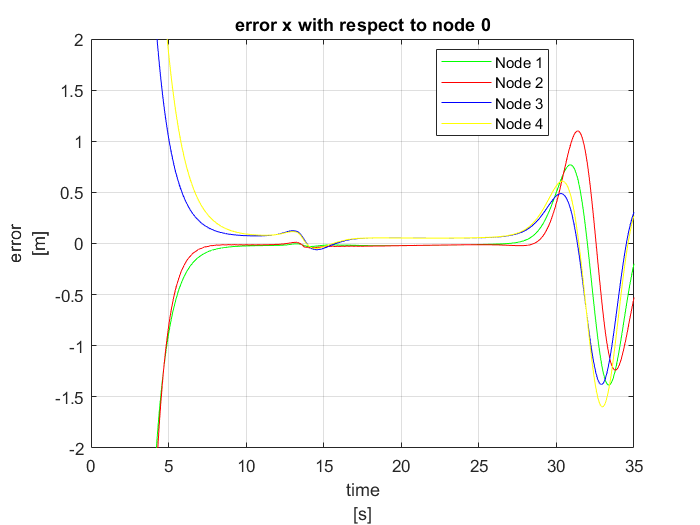 error x with respect to node 0
2
1.5
1
0.5
0
-0.5
-1
-1.5
-2
error
[m]
Node 1
Node 2
Node 3
Node 4
0 5 10 15 20 25 30 35
time
[s]